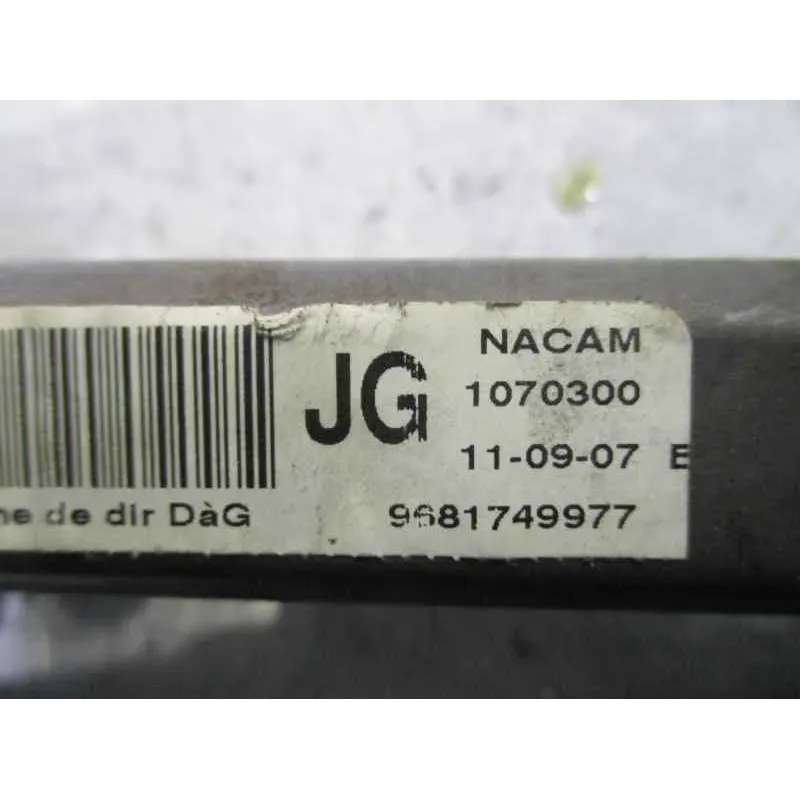 JG
NACAM
1070300
11-09-07 E
ne de dir DàG
9681749977